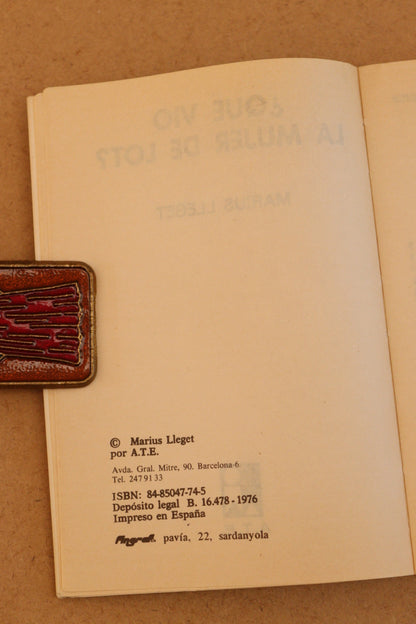 ¿QUE VIO
LA MUJER DE LOT?
MARIUS LLEGET
© Marius Lleget
por A.T.E.
Avda. Gral. Mitre, 90. Barcelona-6
Tel. 247 91 33
ISBN: 84-85047-74-5
Depósito legal B. 16.478 - 1976
Impreso en España
Fingraf. pavía, 22, sardanyola